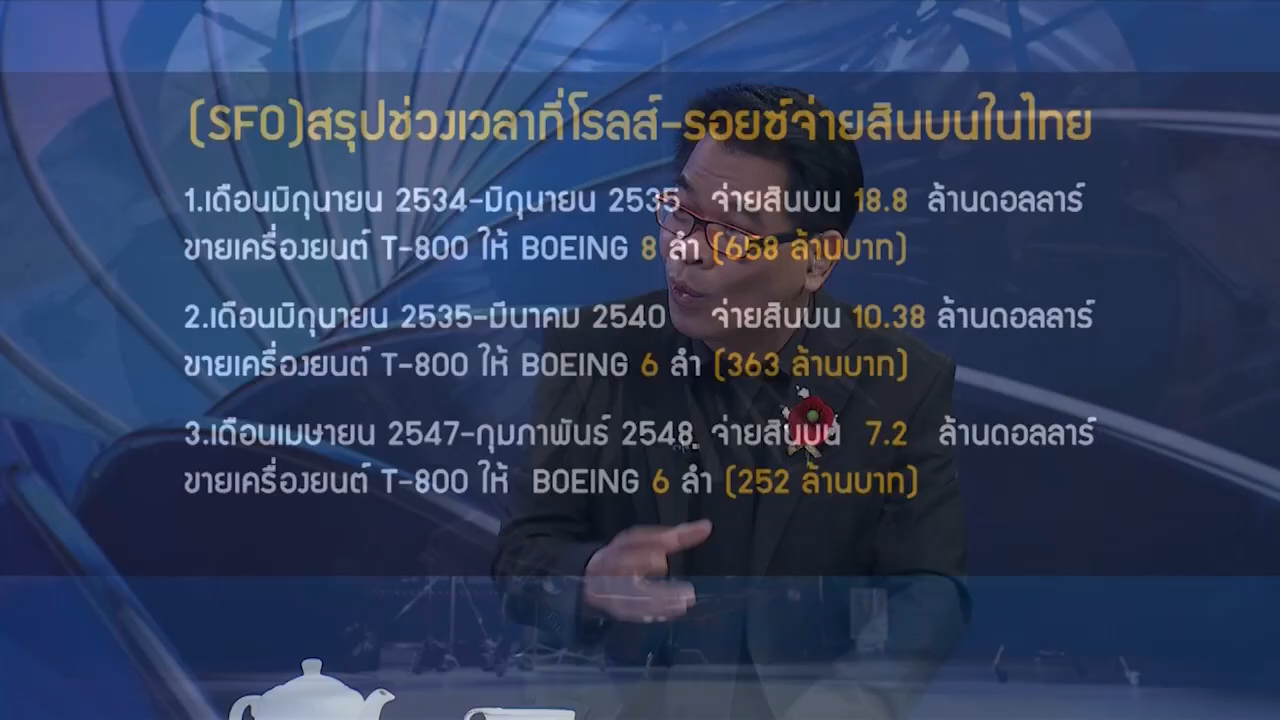 (SFO)สรุปช่วงเวลาที่โรลส์-รอยซ์จ่ายสินบนในไทย
1.เดือนมิถุนายน 2534-มิถุนายน 2535 จ่ายสินบน 18.8 ล้านดอลลาร์
ขายเครื่องยนต์ T-800 ให้ BOEING 8 ลำ (658 ล้านบาท)
2.เดือนมิถุนายน 2535-มีนาคม 2540 จ่ายสินบน 10.38 ล้านดอลลาร์
ขายเครื่องยนต์ T-800 ให้ BOEING 6 ลำ (363 ล้านบาท)
3.เดือนเมษายน 2547-กุมภาพันธ์ 2548 จ่ายสินบน 7.2 ล้านดอลลาร์
ขายเครื่องยนต์ T-800 ให้ BOEING 6 ลำ (252 ล้านบาท)